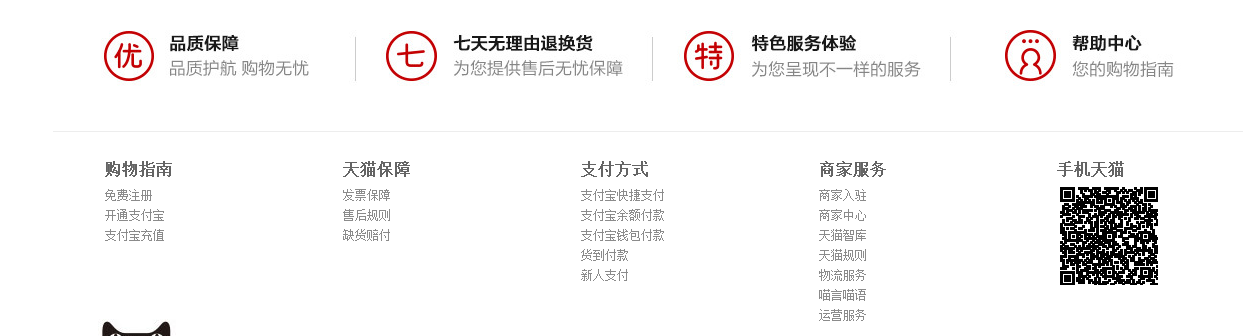 优 品质保障
品质护航 购物无忧
七 七天无理由退换货
为您提供售后无忧保障
特 特色服务体验
为您呈现不一样的服务
帮助中心
您的购物指南
购物指南
免费注册
开通支付宝
支付宝充值
天猫保障
发票保障
售后规则
缺货赔付
支付方式
支付宝快捷支付
支付宝余额付款
支付宝钱包付款
货到付款
新人支付
商家服务
商家入驻
商家中心
天猫智库
天猫规则
物流服务
喵言喵语
运营服务
手机天猫